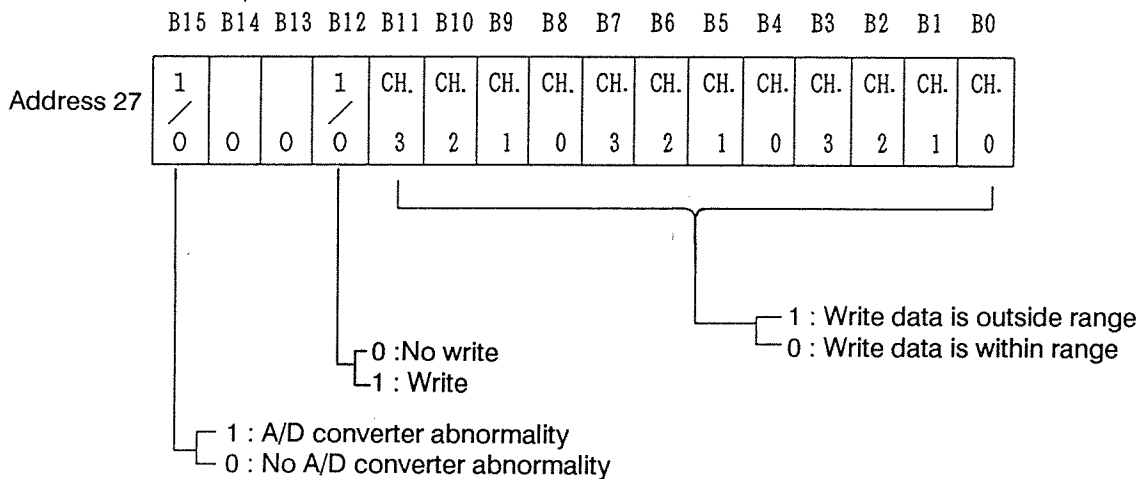 B15 B14 B13 B12 B11 B10 B9 B8 B7 B6 B5 B4 B3 B2 B1 B0
1 1 CH. CH. CH. CH. CH. CH. CH. CH. CH. CH. CH. CH.
Address 27 / /
0 0 0 0 3 2 1 0 3 2 1 0 3 2 1 0
1 : Write data is outside range
0 : Write data is within range
0 :No write
1 : Write
1 : A/D converter abnormality
0 : No A/D converter abnormality